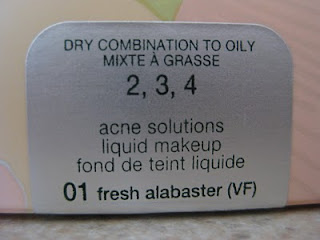 DRY COMBINATION TO OILY
MIXTE À GRASSE
2, 3, 4
acne solutions
liquid makeup
fond de teint liquide
01 fresh alabaster (VF)